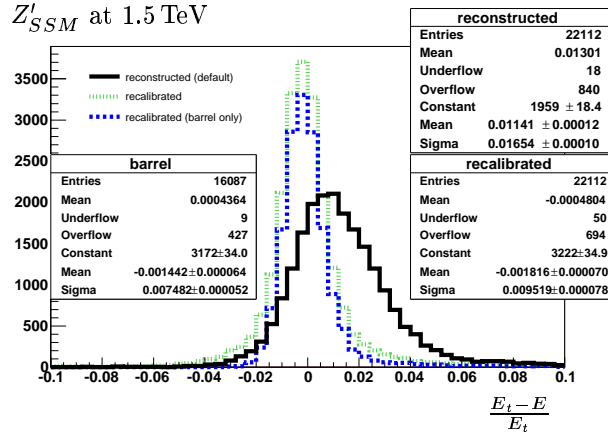 Z′SSM at 1.5 TeV
reconstructed
Entries 22112
Mean 0.01301
Underflow 18
Overflow 840
Constant 1959 ± 18.4
Mean 0.01141 ± 0.00012
Sigma 0.01654 ± 0.00010
reconstructed (default)
recalibrated
recalibrated (barrel only)
barrel
Entries 16087
Mean 0.0004364
Underflow 9
Overflow 427
Constant 3172±34.0
Mean -0.001442±0.000064
Sigma 0.007482±0.000052
recalibrated
Entries 22112
Mean -0.0004804
Underflow 50
Overflow 694
Constant 3222±34.9
Mean -0.001816±0.000070
Sigma 0.009519±0.000078
3500
3000
2500
2000
1500
1000
500
0
-0.1 -0.08 -0.06 -0.04 -0.02 0 0.02 0.04 0.06 0.08 0.1
Et − E
Et